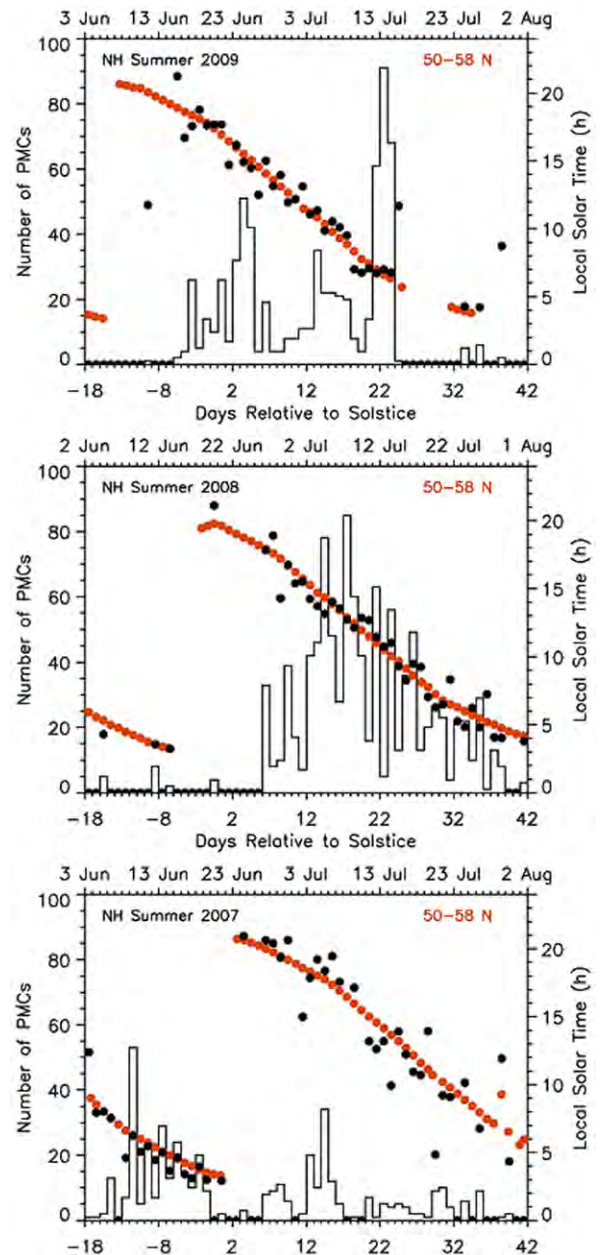 3 Jun 13 Jun 23 Jun 3 Jul 13 Jul 23 Jul 2 Aug
100
NH Summer 2009 50–58 N
80
60
40
20
0
20
15
10
5
0
Number of PMCs
Local Solar Time (h)
−18 −8 2 12 22 32 42
Days Relative to Solstice
2 Jun 12 Jun 22 Jun 2 Jul 12 Jul 22 Jul 1 Aug
100
NH Summer 2008 50–58 N
80
60
40
20
0
20
15
10
5
0
Number of PMCs
Local Solar Time (h)
−18 −8 2 12 22 32 42
Days Relative to Solstice
3 Jun 13 Jun 23 Jun 3 Jul 13 Jul 23 Jul 2 Aug
100
NH Summer 2007 50–58 N
80
60
40
20
0
20
15
10
5
0
Number of PMCs
Local Solar Time (h)
−18 −8 2 12 22 32 42